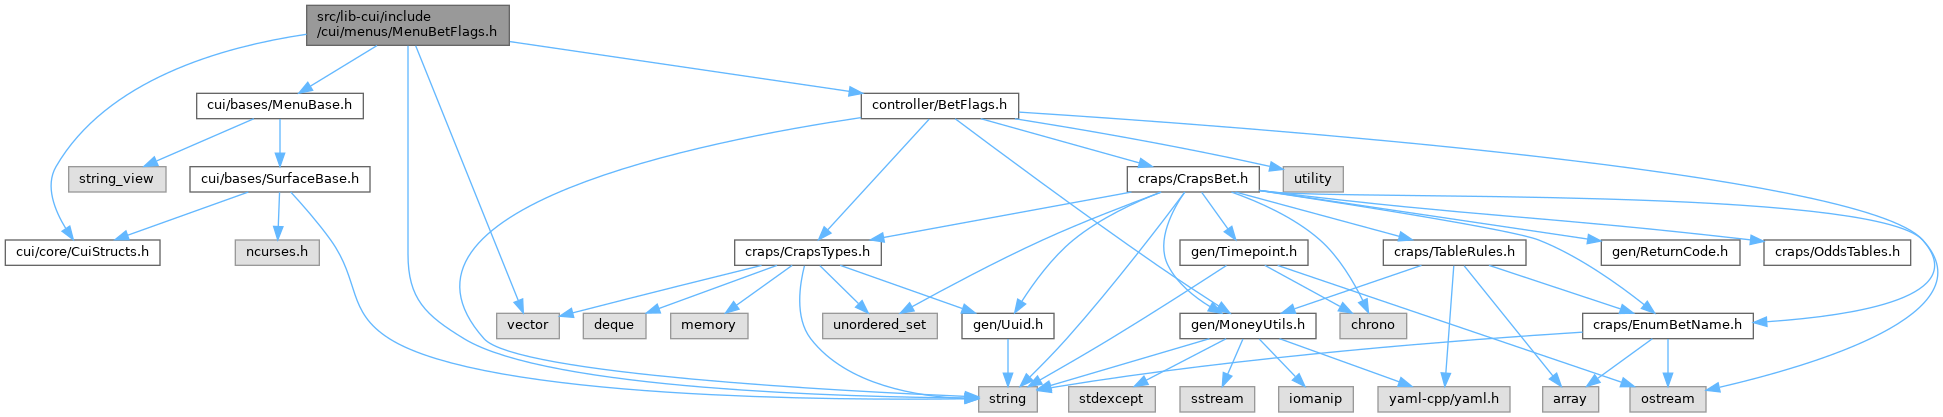 src/lib-cui/include
/cui/menus/MenuBetFlags.h
cui/bases/MenuBase.h
controller/BetFlags.h
string_view
cui/bases/SurfaceBase.h
craps/CrapsBet.h
utility
cui/core/CuiStructs.h
ncurses.h
craps/CrapsTypes.h
gen/Timepoint.h
craps/TableRules.h
gen/ReturnCode.h
craps/OddsTables.h
vector
deque
memory
unordered_set
gen/Uuid.h
gen/MoneyUtils.h
chrono
craps/EnumBetName.h
string
stdexcept
sstream
iomanip
yaml-cpp/yaml.h
array
ostream